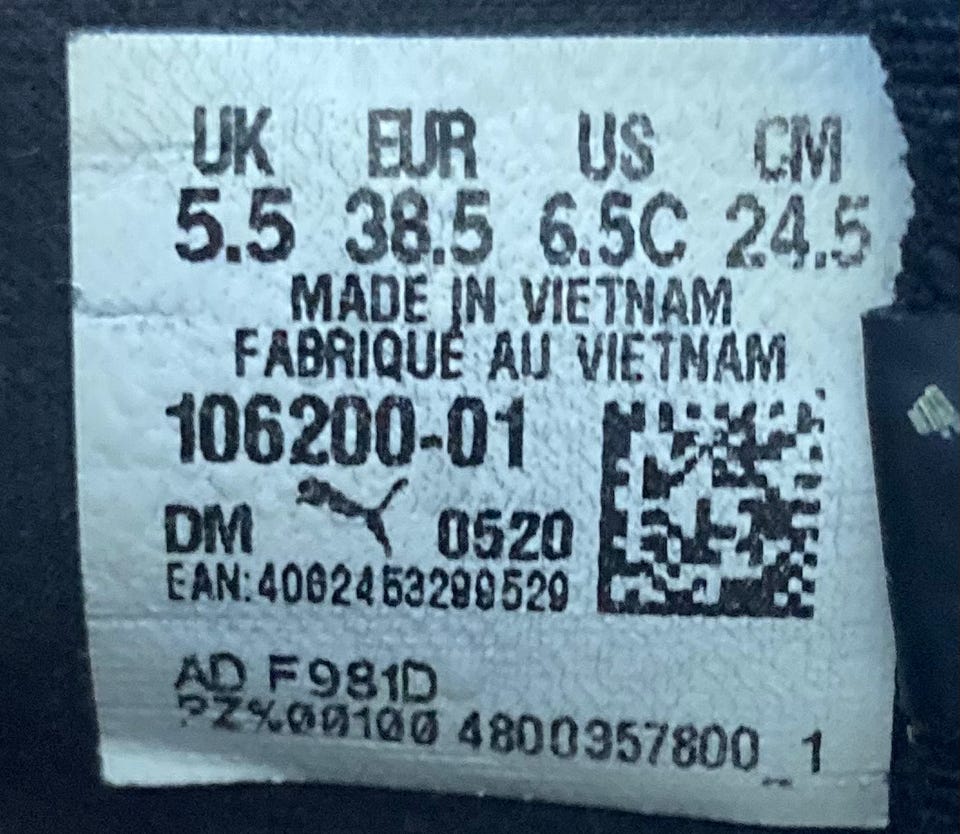 UK EUR US CM
5.5 38.5 6.5C 24.5
MADE IN VIETNAM
FABRIQUÉ AU VIETNAM
106200-01
DM 0520
EAN:4062453299529
AD F981D
PZ%00100 4800357800_1